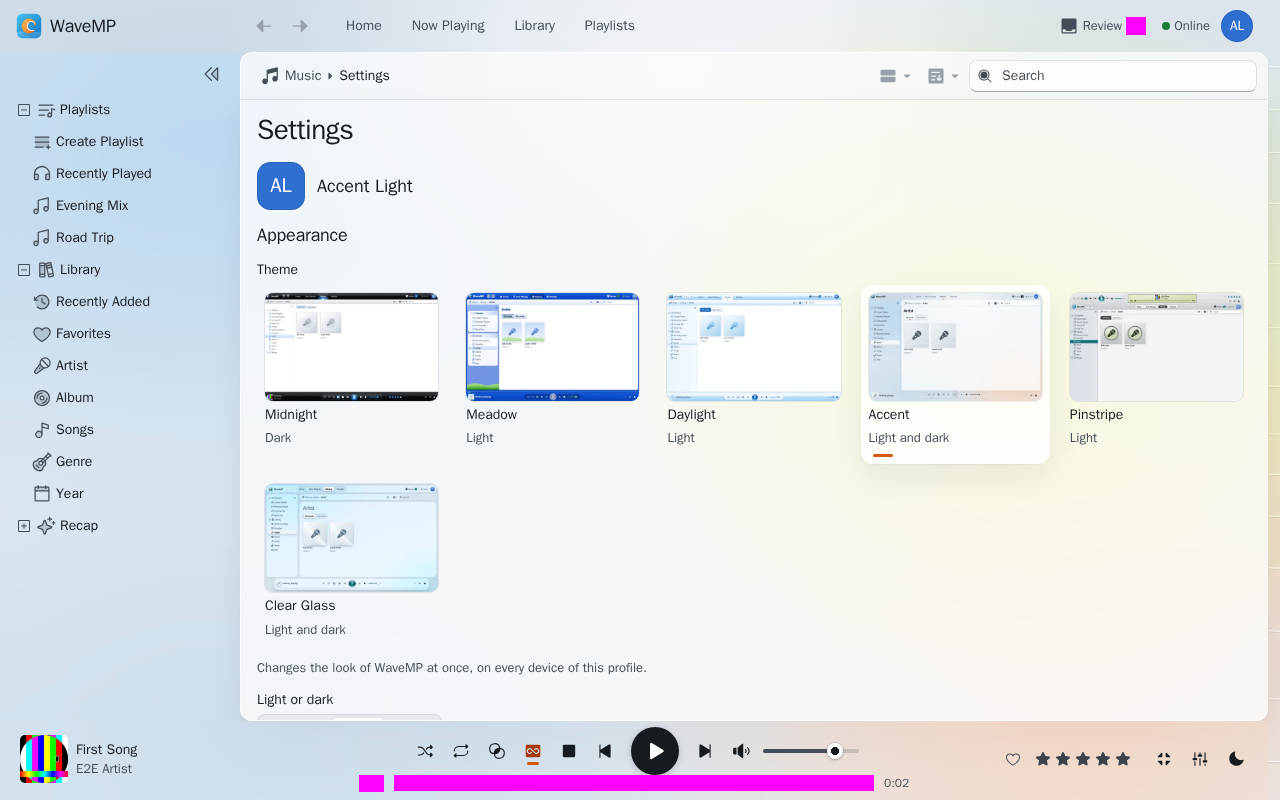 WaveMP
Home
Now Playing
Library
Playlists
Review
Online
AL
Music
Settings
Search
Playlists
Create Playlist
Recently Played
Evening Mix
Road Trip
Library
Recently Added
Favorites
Artist
Album
Songs
Genre
Year
Recap
Settings
AL
Accent Light
Appearance
Theme
Midnight
Dark
Meadow
Light
Daylight
Light
Accent
Light and dark
Pinstripe
Light
Clear Glass
Light and dark
Changes the look of WaveMP at once, on every device of this profile.
Light or dark
First Song
E2E Artist
0:02